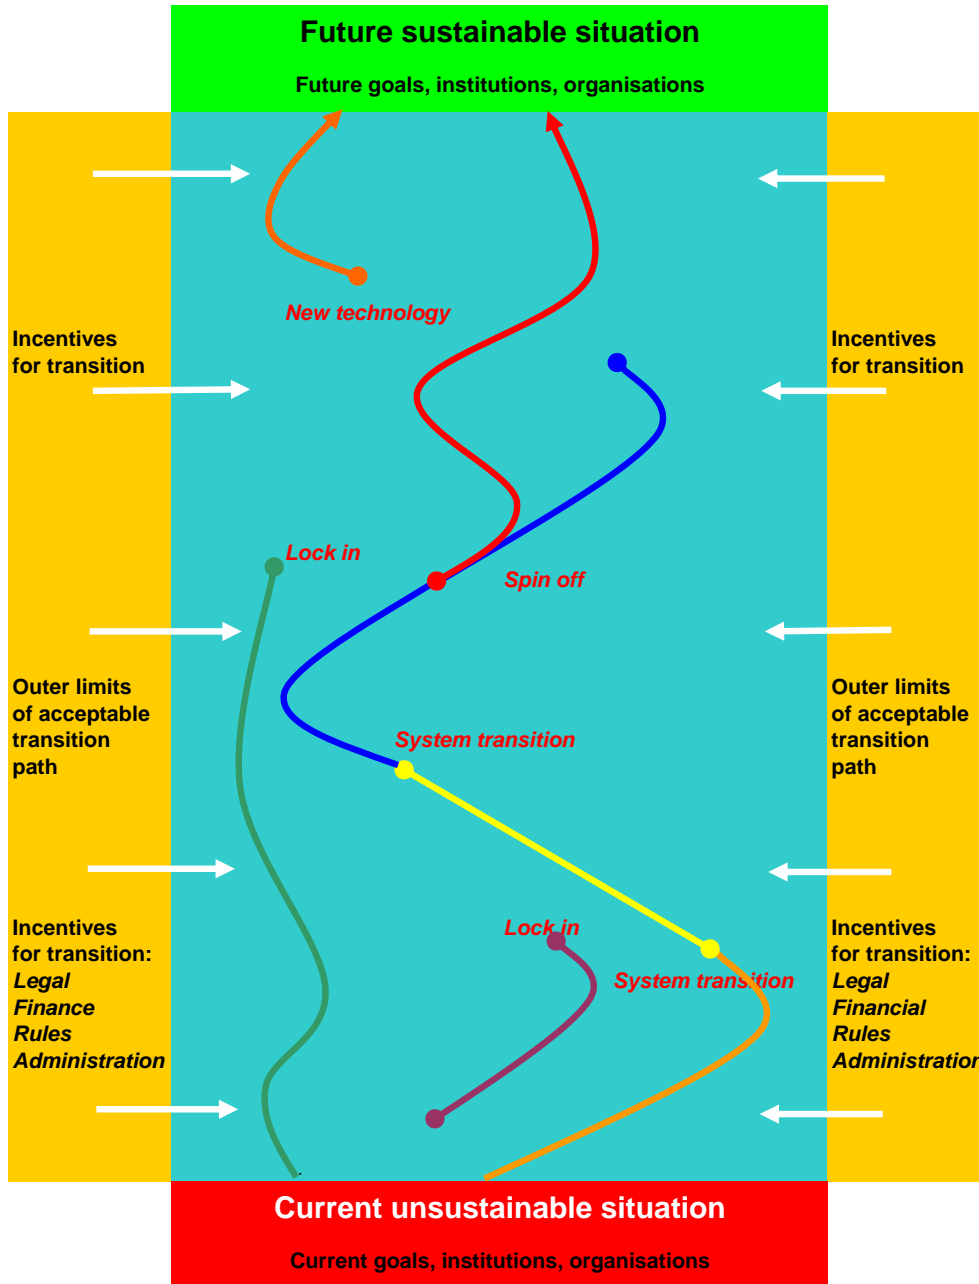 Future sustainable situation
Future goals, institutions, organisations
New technology
Incentives
for transition
Incentives
for transition
Lock in
Spin off
Outer limits
of acceptable
transition
path
System transition
Outer limits
of acceptable
transition
path
Incentives
for transition:
Legal
Finance
Rules
Administration
Lock in
System transition
Incentives
for transition:
Legal
Financial
Rules
Administration
Current unsustainable situation
Current goals, institutions, organisations